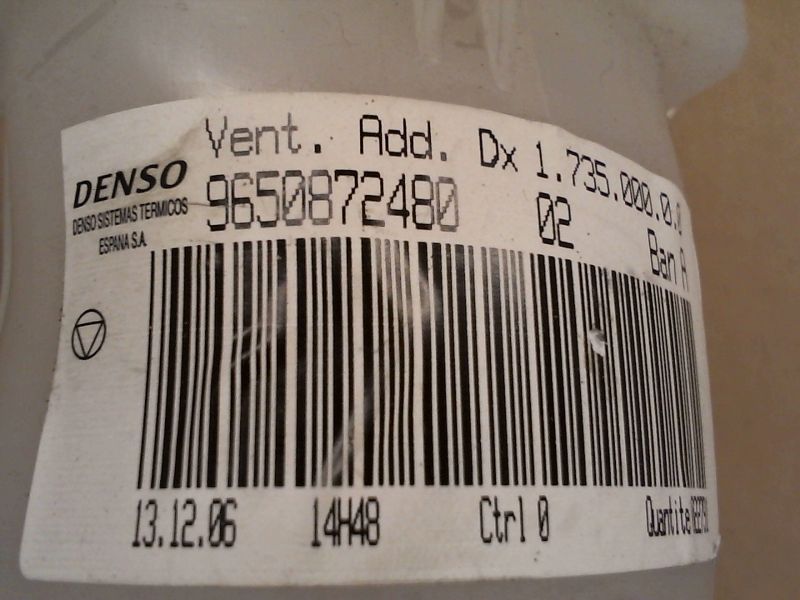 Vent. Add. Dx 1.735.000.0.0
DENSO
9650872480 02
DENSO SISTEMAS TERMICOS
ESPANA S.A.
Ban A
13.12.06 14H48 Ctrl 0 Quantite